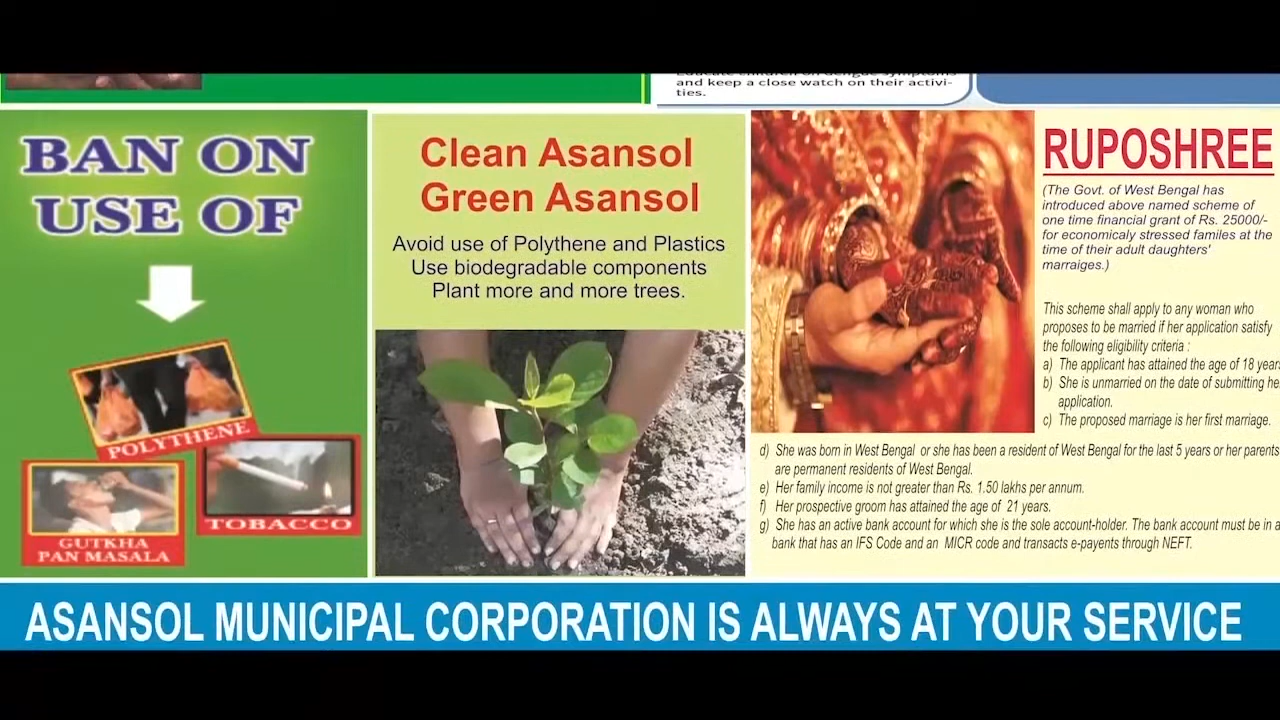 Educate children on dengue symptoms
and keep a close watch on their activi-
ties.
BAN ON
USE OF
POLYTHENE
TOBACCO
GUTKHA
PAN MASALA
Clean Asansol
Green Asansol
Avoid use of Polythene and Plastics
Use biodegradable components
Plant more and more trees.
RUPOSHREE
(The Govt. of West Bengal has
introduced above named scheme of
one time financial grant of Rs. 25000/-
for economicaly stressed familes at the
time of their adult daughters'
marraiges.)
This scheme shall apply to any woman who
proposes to be married if her application satisfy
the following eligibility criteria :
a) The applicant has attained the age of 18 years
b) She is unmarried on the date of submitting he
application.
c) The proposed marriage is her first marriage.
d) She was born in West Bengal or she has been a resident of West Bengal for the last 5 years or her parents
are permanent residents of West Bengal.
e) Her family income is not greater than Rs. 1.50 lakhs per annum.
f) Her prospective groom has attained the age of 21 years.
g) She has an active bank account for which she is the sole account-holder. The bank account must be in a
bank that has an IFS Code and an MICR code and transacts e-payents through NEFT.
ASANSOL MUNICIPAL CORPORATION IS ALWAYS AT YOUR SERVICE